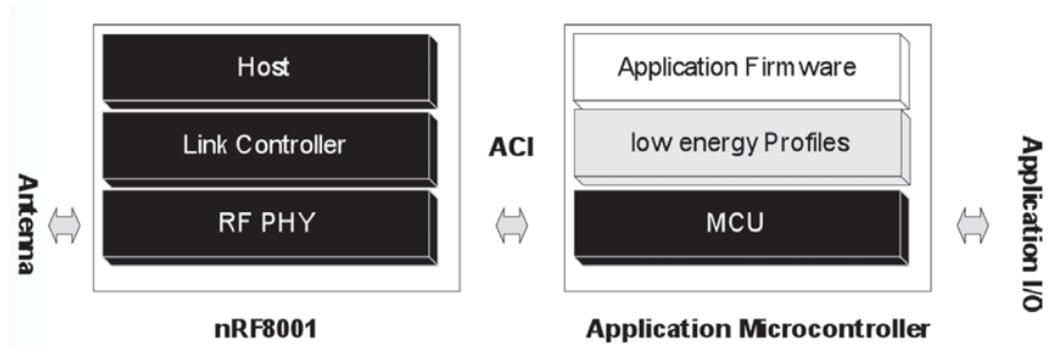 Host
Link Controller
RF PHY
Antenna
nRF8001
ACI
Application Firmware
low energy Profiles
MCU
Application I/O
Application Microcontroller